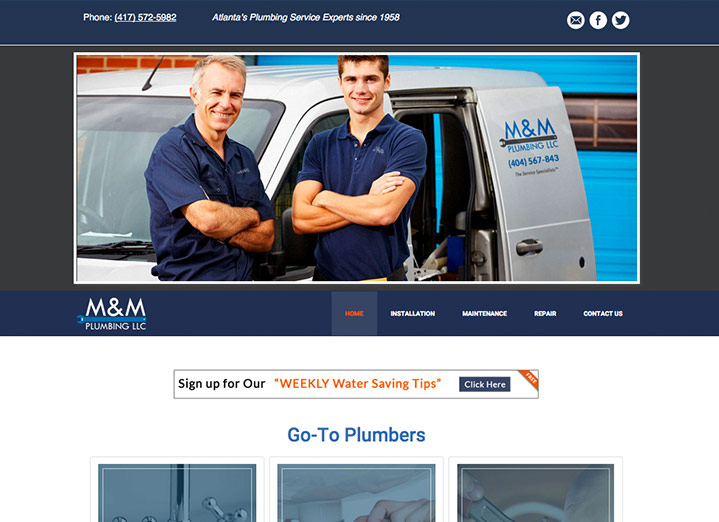 Phone: (417) 572-5982
Atlanta's Plumbing Service Experts since 1958
M&M
PLUMBING LLC
(404) 567-843
The Service Specialists™
M&M
PLUMBING LLC
HOME
INSTALLATION
MAINTENANCE
REPAIR
CONTACT US
Sign up for Our "WEEKLY Water Saving Tips"
Click Here
FREE
Go-To Plumbers